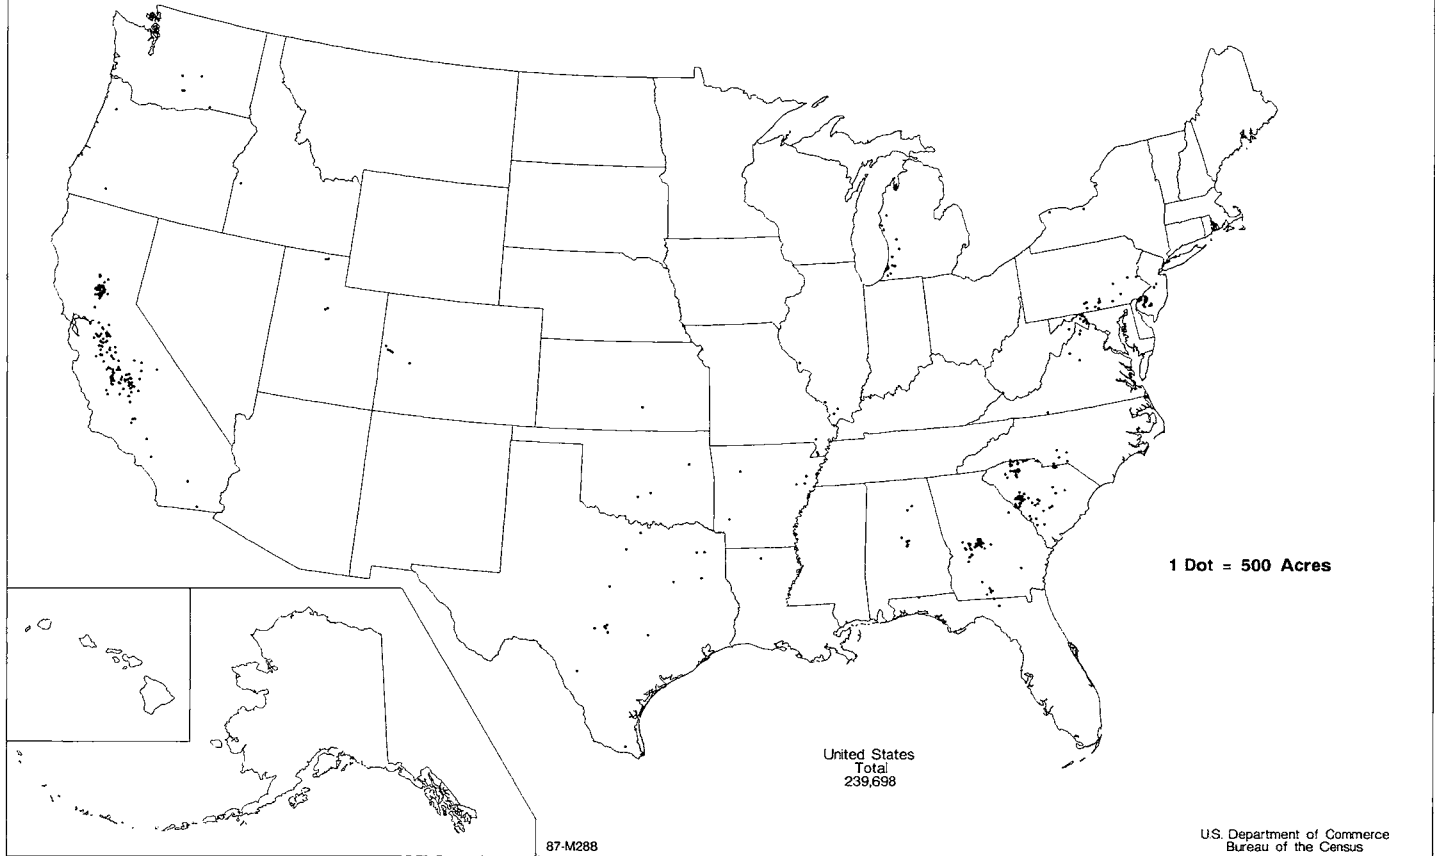 1 Dot = 500 Acres
United States
Total
239,698
87-M288
U.S. Department of Commerce
Bureau of the Census